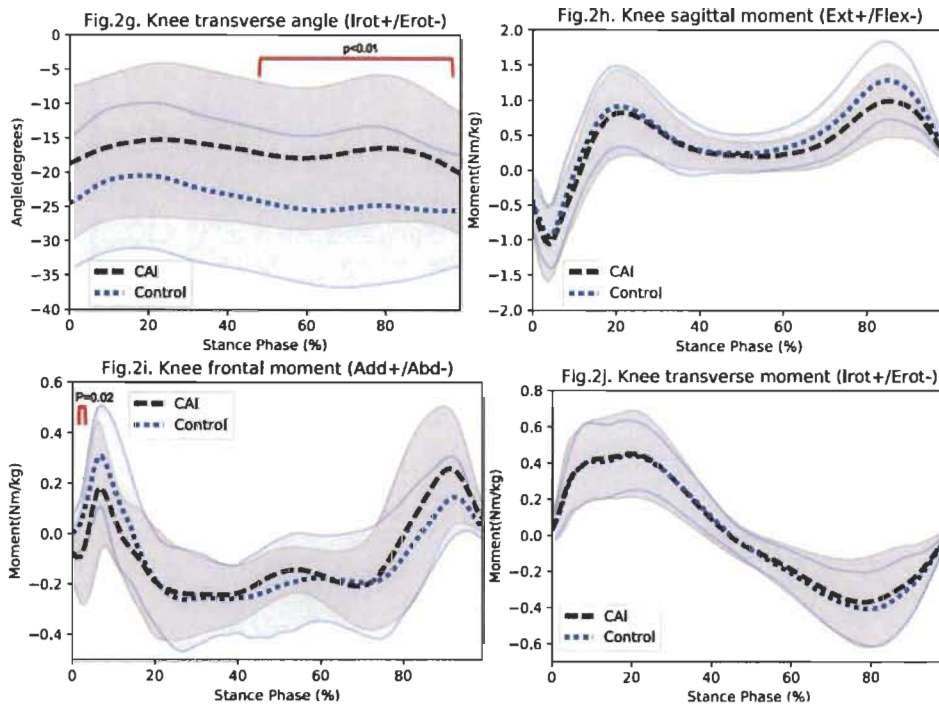 Fig.2g. Knee transverse angle (Irot+/Erot-)
p<0.01
Angle(degrees)
0
−5
−10
−15
−20
−25
−30
−35
−40
CAI
Control
0 20 40 60 80
Stance Phase (%)
Fig.2h. Knee sagittal moment (Ext+/Flex-)
Moment(Nm/kg)
2.0
1.5
1.0
0.5
0.0
−0.5
−1.0
−1.5
−2.0
CAI
Control
0 20 40 60 80
Stance Phase (%)
Fig.2i. Knee frontal moment (Add+/Abd-)
P=0.02
Moment(Nm/kg)
0.6
0.4
0.2
0.0
−0.2
−0.4
CAI
Control
0 20 40 60 80
Stance Phase (%)
Fig.2j. Knee transverse moment (Irot+/Erot-)
Moment(Nm/kg)
0.8
0.6
0.4
0.2
0.0
−0.2
−0.4
−0.6
CAI
Control
0 20 40 60 80
Stance Phase (%)